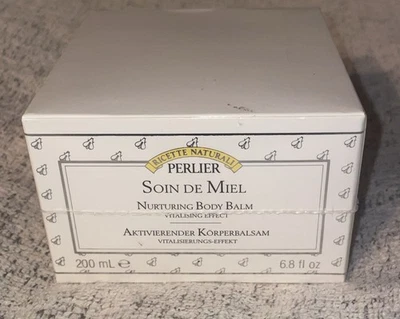 RICETTE NATURALI
PERLIER
SOIN DE MIEL
NURTURING BODY BALM
VITALISING EFFECT
AKTIVIERENDER KÖRPERBALSAM
VITALISIERUNGS-EFFEKT
200 mL ℮ 6.8 fl oz